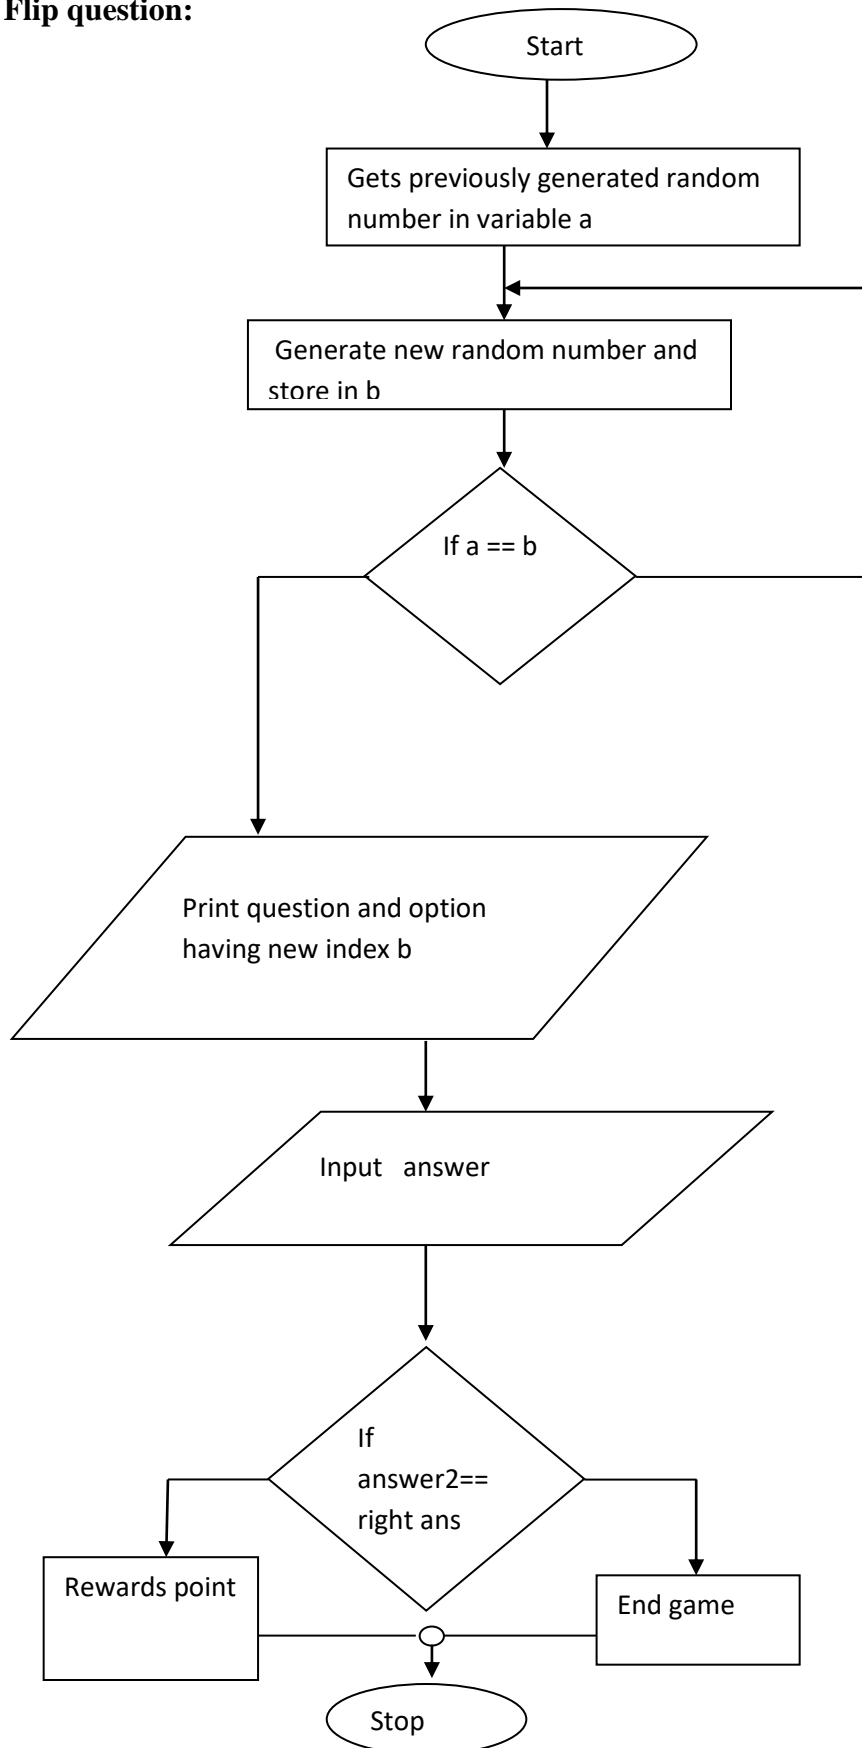 Flip question:
Start
Gets previously generated random
number in variable a
Generate new random number and
store in b
If a == b
Print question and option
having new index b
Input answer
If
answer2==
right ans
Rewards point
End game
Stop